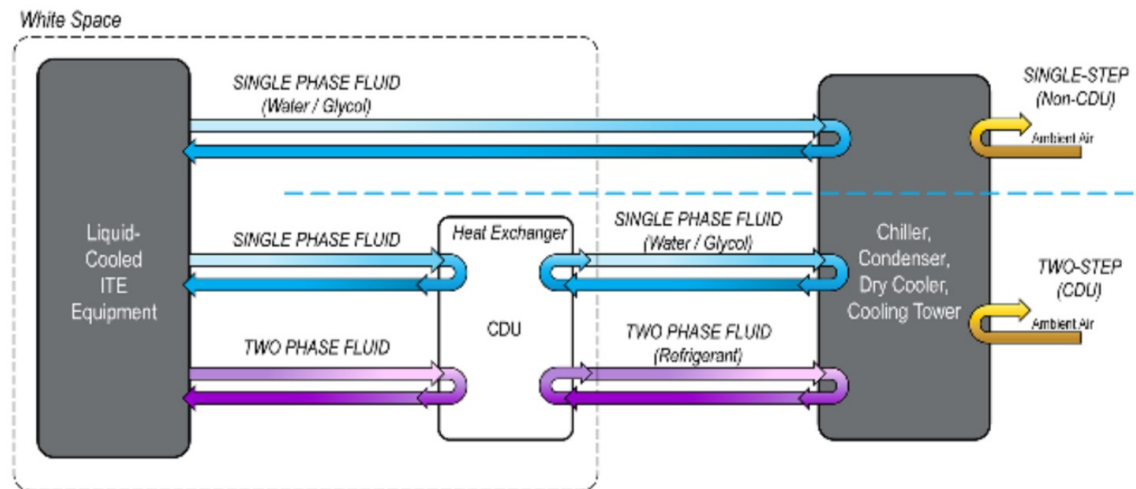 White Space
SINGLE PHASE FLUID
(Water / Glycol)
SINGLE-STEP
(Non-CDU)
Ambient Air
Liquid-
Cooled
ITE
Equipment
SINGLE PHASE FLUID
Heat Exchanger
CDU
SINGLE PHASE FLUID
(Water / Glycol)
Chiller,
Condenser,
Dry Cooler,
Cooling Tower
TWO-STEP
(CDU)
Ambient Air
TWO PHASE FLUID
TWO PHASE FLUID
(Refrigerant)